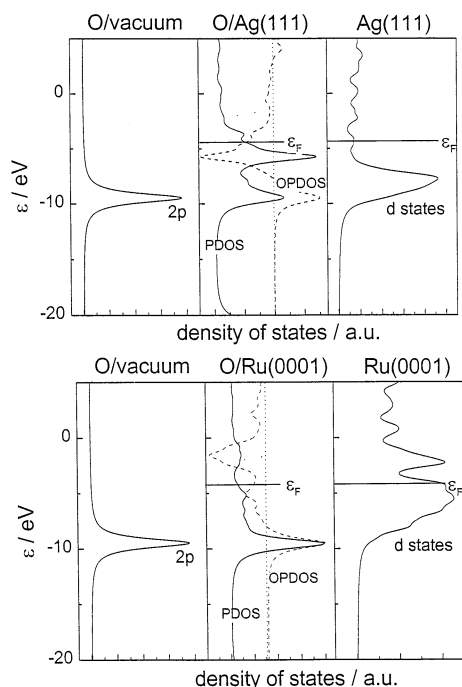 O/vacuum O/Ag(111) Ag(111)
0
ε_F ε_F
OPDOS
-10
2p d states
PDOS
-20
ε / eV
density of states / a.u.
O/vacuum O/Ru(0001) Ru(0001)
0
ε_F ε_F
-10
2p d states
OPDOS
PDOS
-20
ε / eV
density of states / a.u.